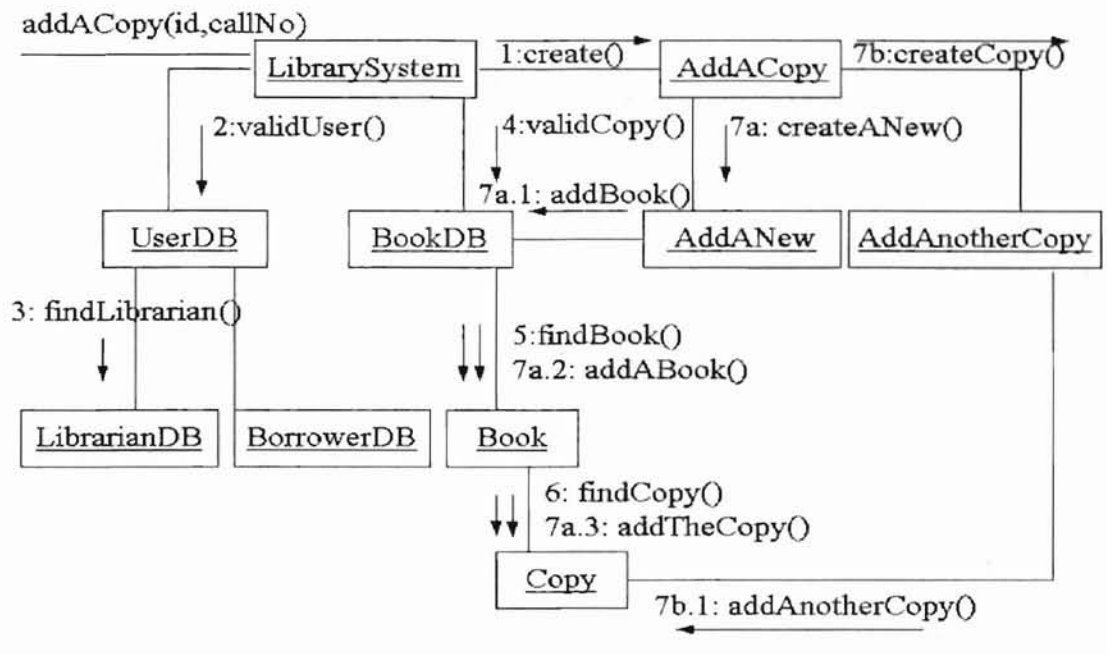 addACopy(id,callNo)
LibrarySystem
1:create()
AddACopy
7b:createCopy()
2:validUser()
4:validCopy()
7a: createANew()
7a.1: addBook()
UserDB
BookDB
AddANew
AddAnotherCopy
3: findLibrarian()
5:findBook()
7a.2: addABook()
LibrarianDB
BorrowerDB
Book
6: findCopy()
7a.3: addTheCopy()
Copy
7b.1: addAnotherCopy()